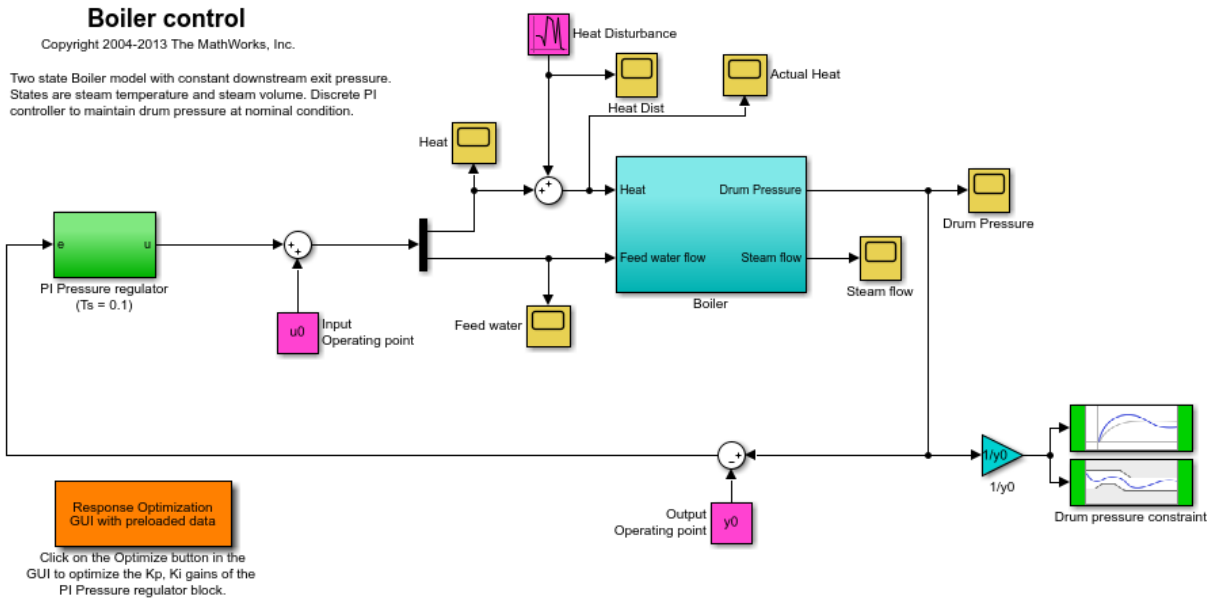 Boiler control
Copyright 2004-2013 The MathWorks, Inc.
Two state Boiler model with constant downstream exit pressure.
States are steam temperature and steam volume. Discrete PI
controller to maintain drum pressure at nominal condition.
Heat Disturbance
Heat Dist
Actual Heat
Heat
+
+
Heat
Drum Pressure
Feed water flow
Steam flow
Boiler
Drum Pressure
Steam flow
e
u
PI Pressure regulator
(Ts = 0.1)
+
+
u0
Input
Operating point
Feed water
+
−
1/y0
1/y0
Drum pressure constraint
Output
Operating point
y0
Response Optimization
GUI with preloaded data
Click on the Optimize button in the
GUI to optimize the Kp, Ki gains of the
PI Pressure regulator block.